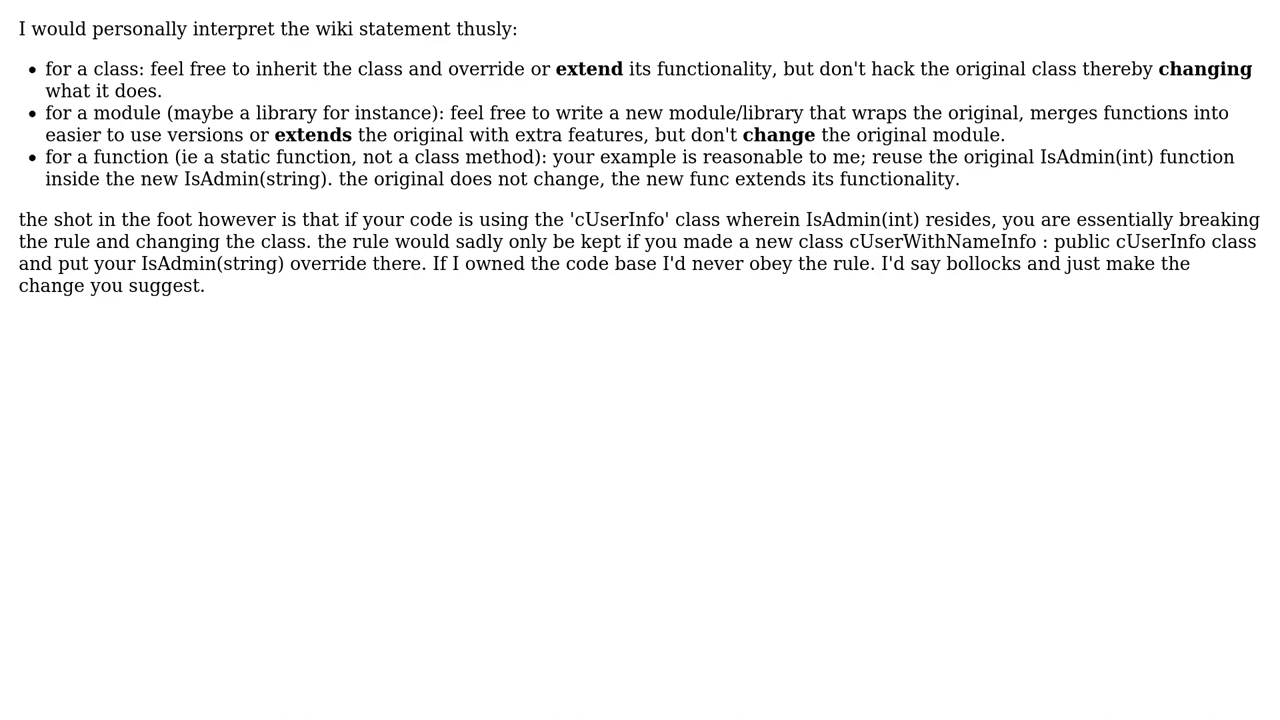 I would personally interpret the wiki statement thusly:
• for a class: feel free to inherit the class and override or extend its functionality, but don't hack the original class thereby changing
what it does.
• for a module (maybe a library for instance): feel free to write a new module/library that wraps the original, merges functions into
easier to use versions or extends the original with extra features, but don't change the original module.
• for a function (ie a static function, not a class method): your example is reasonable to me; reuse the original IsAdmin(int) function
inside the new IsAdmin(string). the original does not change, the new func extends its functionality.
the shot in the foot however is that if your code is using the 'cUserInfo' class wherein IsAdmin(int) resides, you are essentially breaking
the rule and changing the class. the rule would sadly only be kept if you made a new class cUserWithNameInfo : public cUserInfo class
and put your IsAdmin(string) override there. If I owned the code base I'd never obey the rule. I'd say bollocks and just make the
change you suggest.